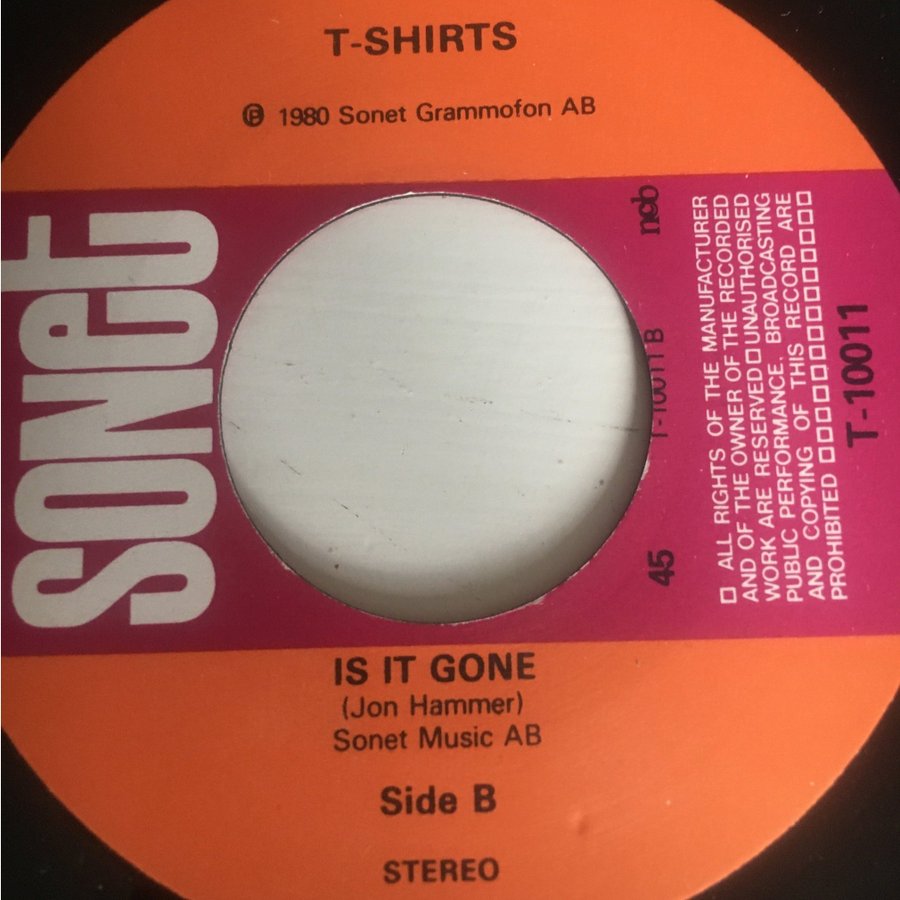 T-SHIRTS
Ⓟ 1980 Sonet Grammofon AB
sonet
ncb
T-10011 B
45
□ ALL RIGHTS OF THE MANUFACTURER
AND OF THE OWNER OF THE RECORDED
WORK ARE RESERVED □ UNAUTHORISED
PUBLIC PERFORMANCE, BROADCASTING
AND COPYING OF THIS RECORD ARE
PROHIBITED □□□□□□□□□□□□□□
T-10011
IS IT GONE
(Jon Hammer)
Sonet Music AB
Side B
STEREO